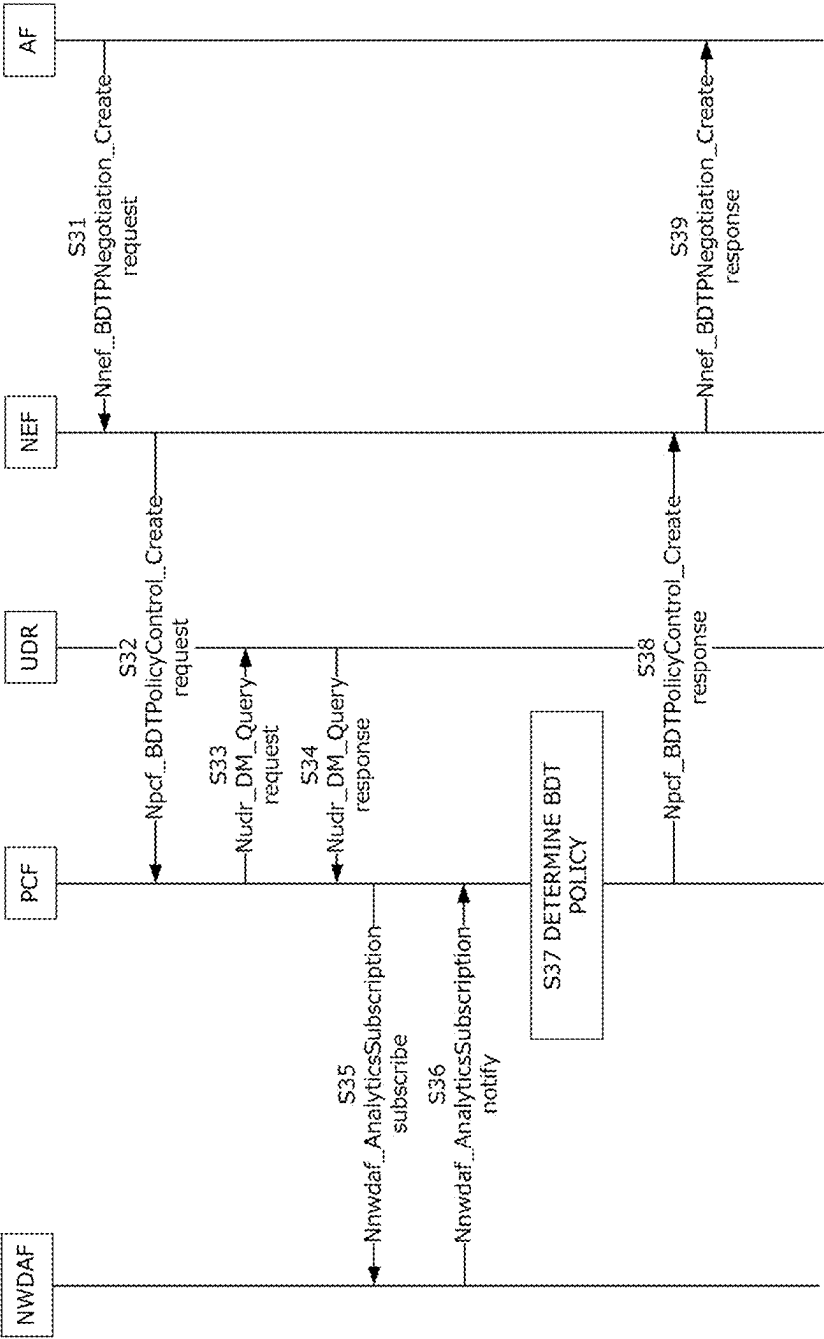 NWDAF
PCF
UDR
NEF
AF
S31
Nnef_BDTPNegotiation_Create
request
S32
Npcf_BDTPolicyControl_Create
request
S33
Nudr_DM_Query
request
S34
Nudr_DM_Query
response
S35
Nnwdaf_AnalyticsSubscription
subscribe
S36
Nnwdaf_AnalyticsSubscription
notify
S37 DETERMINE BDT
POLICY
S38
Npcf_BDTPolicyControl_Create
response
S39
Nnef_BDTPNegotiation_Create
response